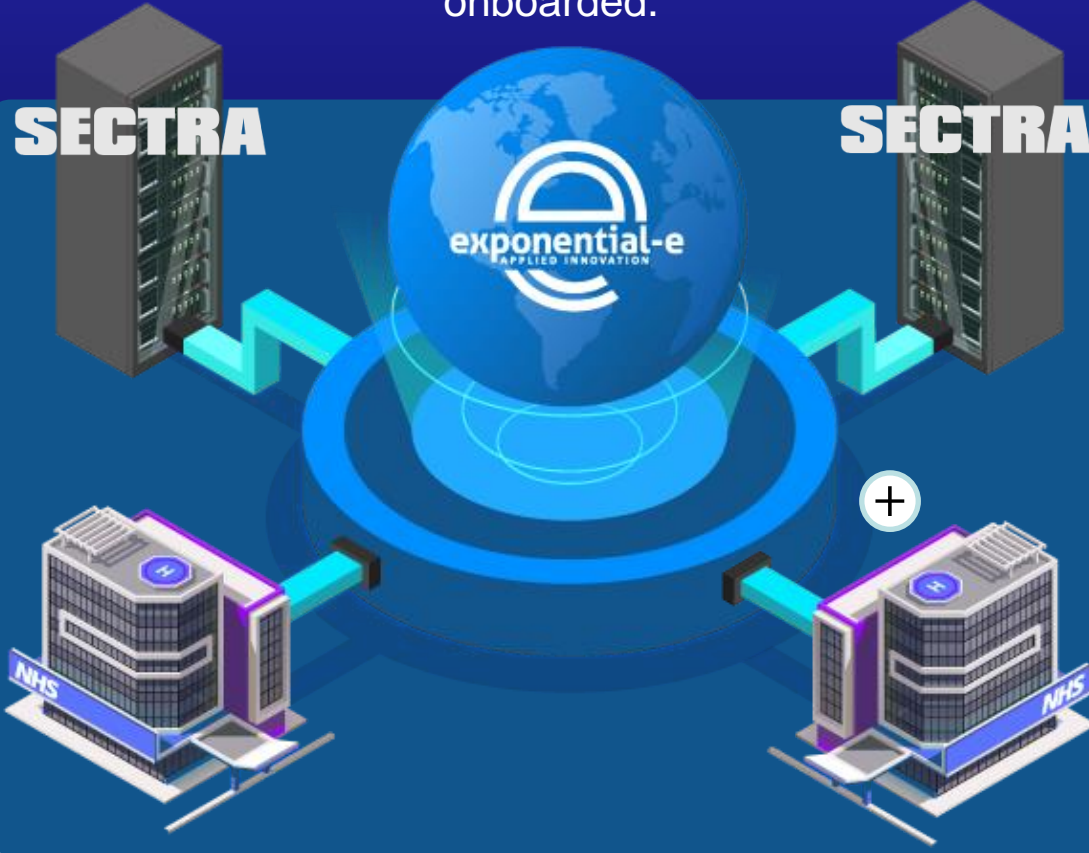 onboarded.
SECTRA
SECTRA
exponential-e
APPLIED INNOVATION
+
H
H
NHS
NHS